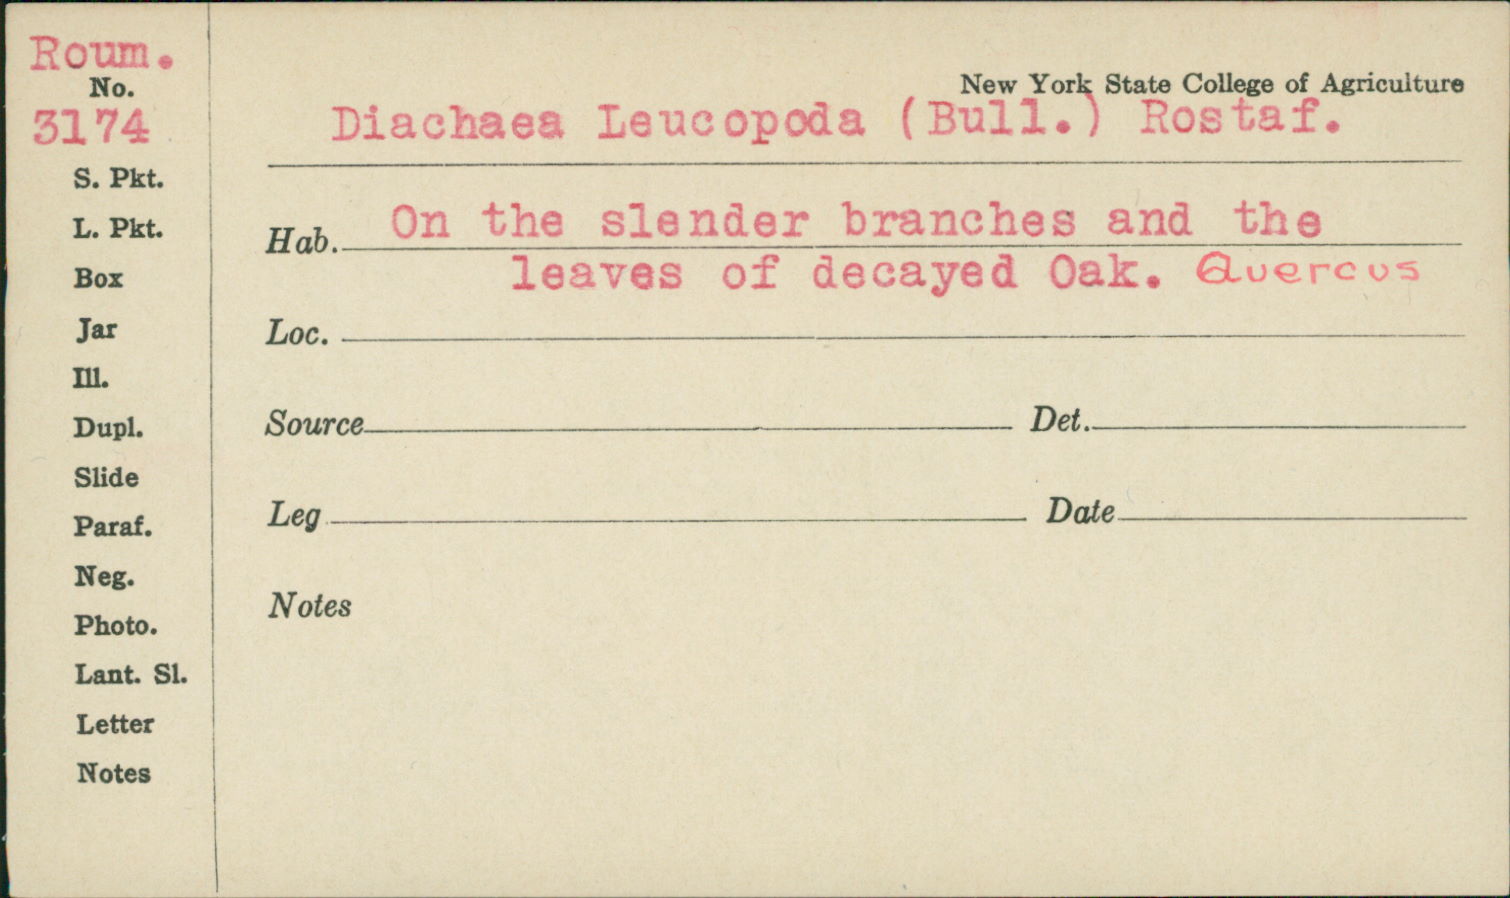 Roum.
No.
3174
S. Pkt.
L. Pkt.
Box
Jar
Ill.
Dupl.
Slide
Paraf.
Neg.
Photo.
Lant. Sl.
Letter
Notes
New York State College of Agriculture
Diachaea Leucopoda (Bull.) Rostaf.
Hab. On the slender branches and the
leaves of decayed Oak. Quercus
Loc.
Source Det.
Leg Date
Notes